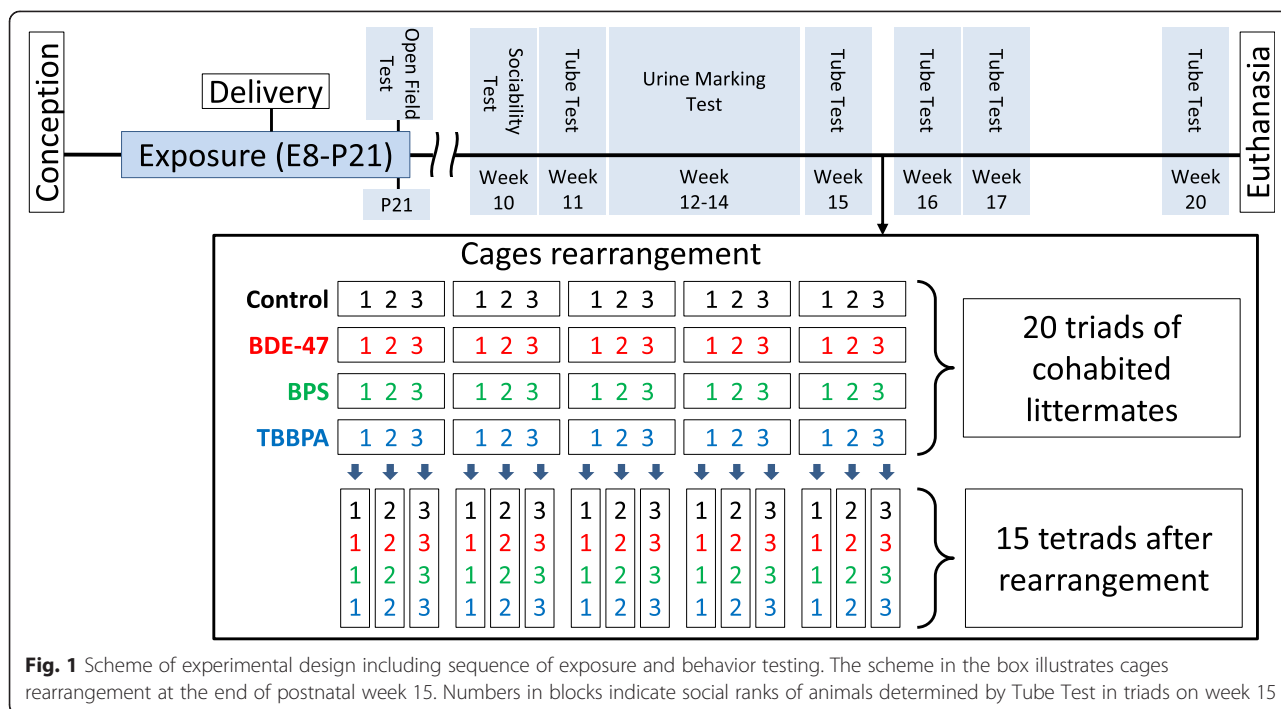 Conception
Delivery
Exposure (E8-P21)
Open Field
Test
P21
Sociability
Test
Week
10
Tube Test
Week
11
Urine Marking
Test
Week
12-14
Tube Test
Week
15
Tube Test
Week
16
Tube Test
Week
17
Tube Test
Week
20
Euthanasia
Cages rearrangement
Control 1 2 3 1 2 3 1 2 3 1 2 3 1 2 3
BDE-47 1 2 3 1 2 3 1 2 3 1 2 3 1 2 3
BPS 1 2 3 1 2 3 1 2 3 1 2 3 1 2 3
TBBPA 1 2 3 1 2 3 1 2 3 1 2 3 1 2 3
20 triads of
cohabited
littermates
1 2 3 1 2 3 1 2 3 1 2 3 1 2 3
1 2 3 1 2 3 1 2 3 1 2 3 1 2 3
1 2 3 1 2 3 1 2 3 1 2 3 1 2 3
1 2 3 1 2 3 1 2 3 1 2 3 1 2 3
15 tetrads after
rearrangement
Fig. 1 Scheme of experimental design including sequence of exposure and behavior testing. The scheme in the box illustrates cages
rearrangement at the end of postnatal week 15. Numbers in blocks indicate social ranks of animals determined by Tube Test in triads on week 15